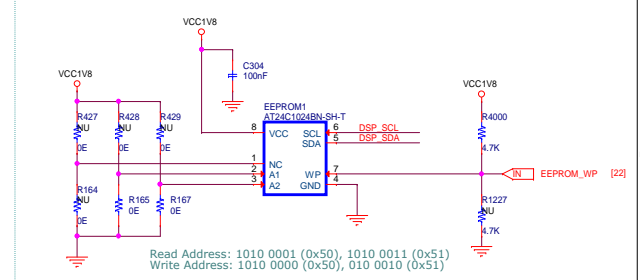 VCC1V8
C304
100nF
VCC1V8
VCC1V8
EEPROM1
AT24C1024BN-SH-T
R427
NU
0E
R428
NU
0E
R429
NU
0E
R4000
4.7K
8 VCC
SCL 6 DSP_SCL
SDA 5 DSP_SDA
1 NC
2 A1
3 A2
WP 7
GND 4
IN EEPROM_WP [22]
R164
NU
0E
R165
0E
R167
0E
R1227
NU
4.7K
Read Address: 1010 0001 (0x50), 1010 0011 (0x51)
Write Address: 1010 0000 (0x50), 010 0010 (0x51)